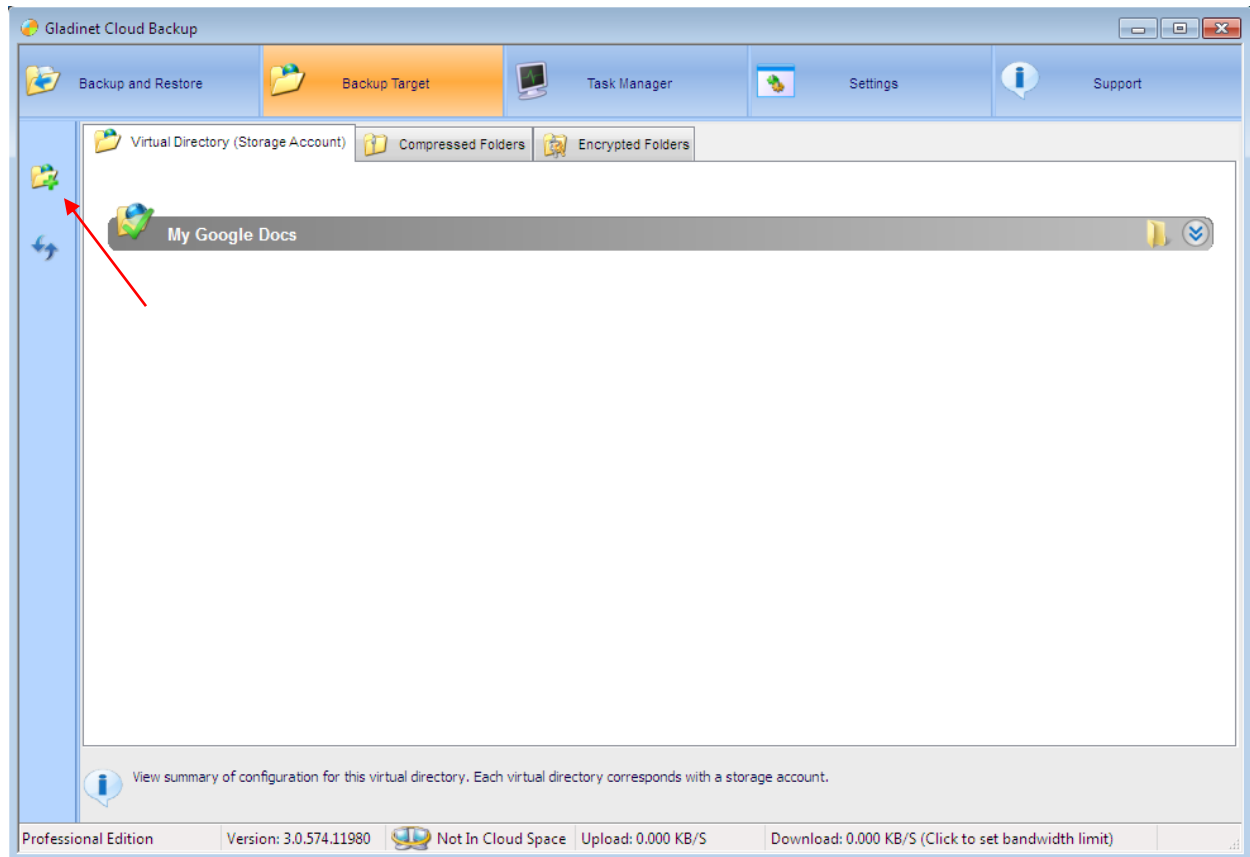 Gladinet Cloud Backup
Backup and Restore Backup Target Task Manager Settings Support
Virtual Directory (Storage Account) Compressed Folders Encrypted Folders
My Google Docs
View summary of configuration for this virtual directory. Each virtual directory corresponds with a storage account.
Professional Edition Version: 3.0.574.11980 Not In Cloud Space Upload: 0.000 KB/S Download: 0.000 KB/S (Click to set bandwidth limit)